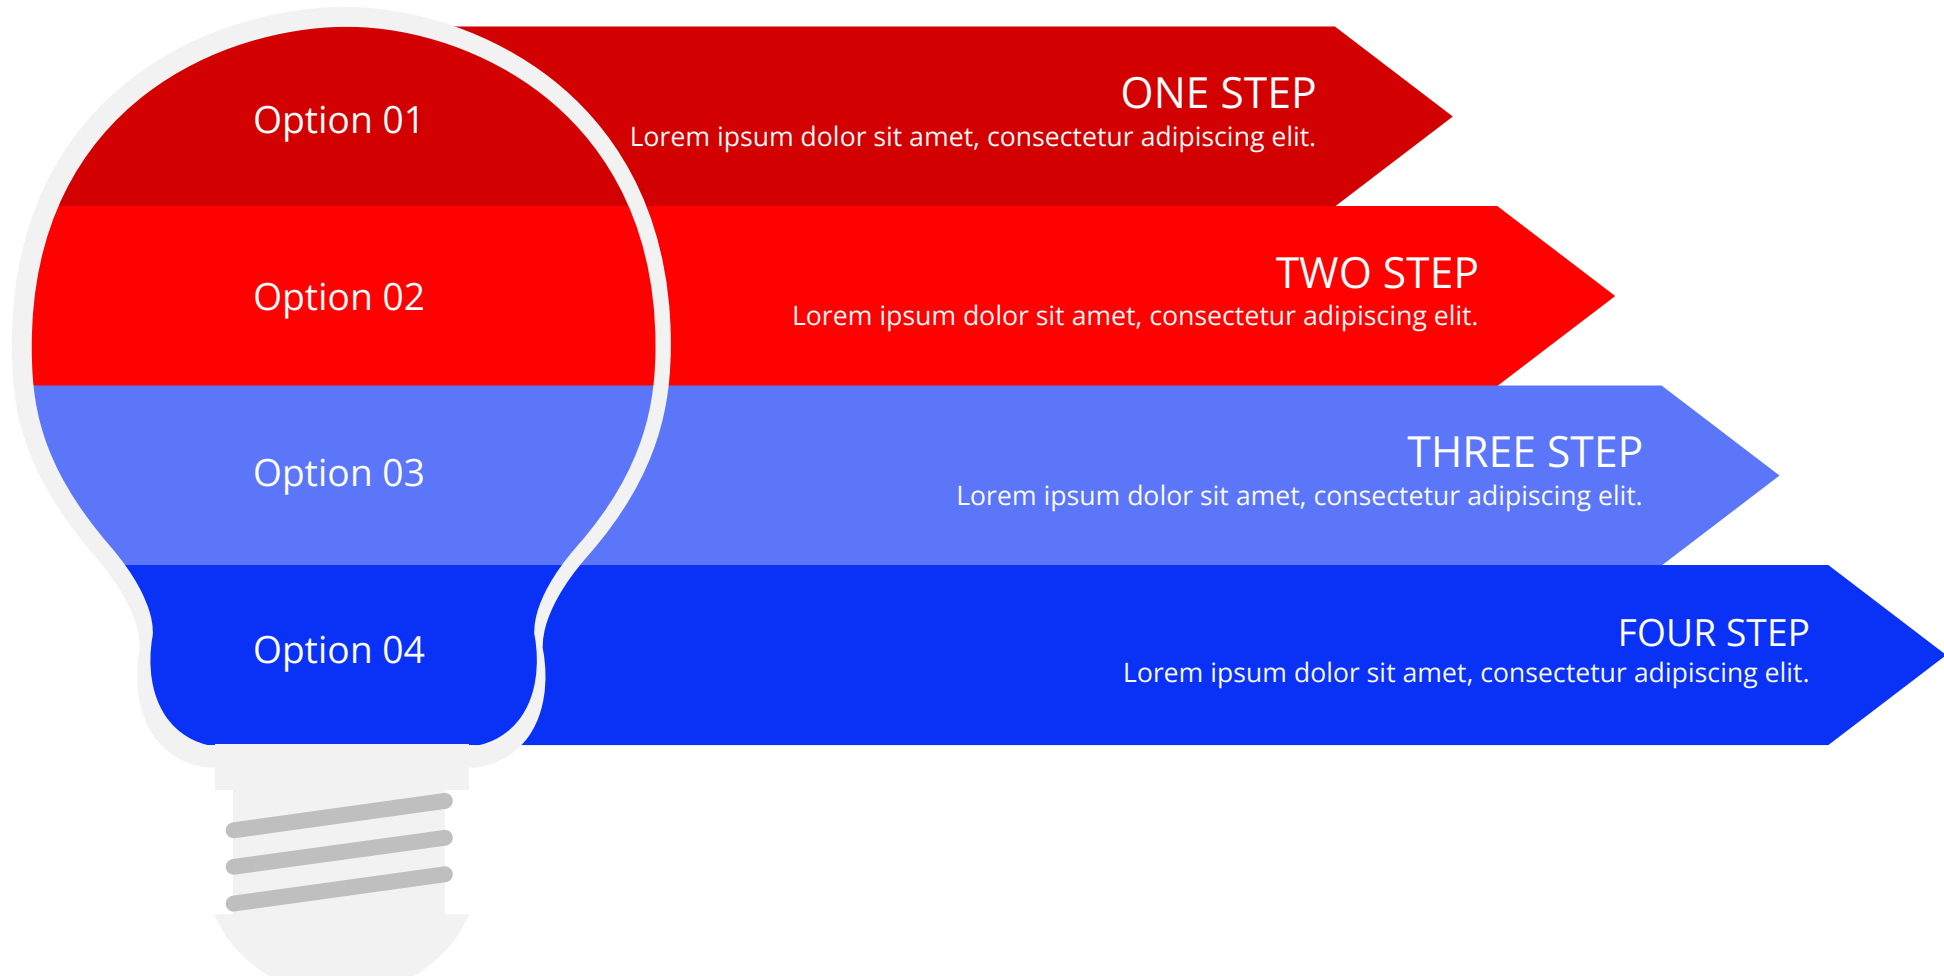 Option 01
ONE STEP
Lorem ipsum dolor sit amet, consectetur adipiscing elit.
Option 02
TWO STEP
Lorem ipsum dolor sit amet, consectetur adipiscing elit.
Option 03
THREE STEP
Lorem ipsum dolor sit amet, consectetur adipiscing elit.
Option 04
FOUR STEP
Lorem ipsum dolor sit amet, consectetur adipiscing elit.